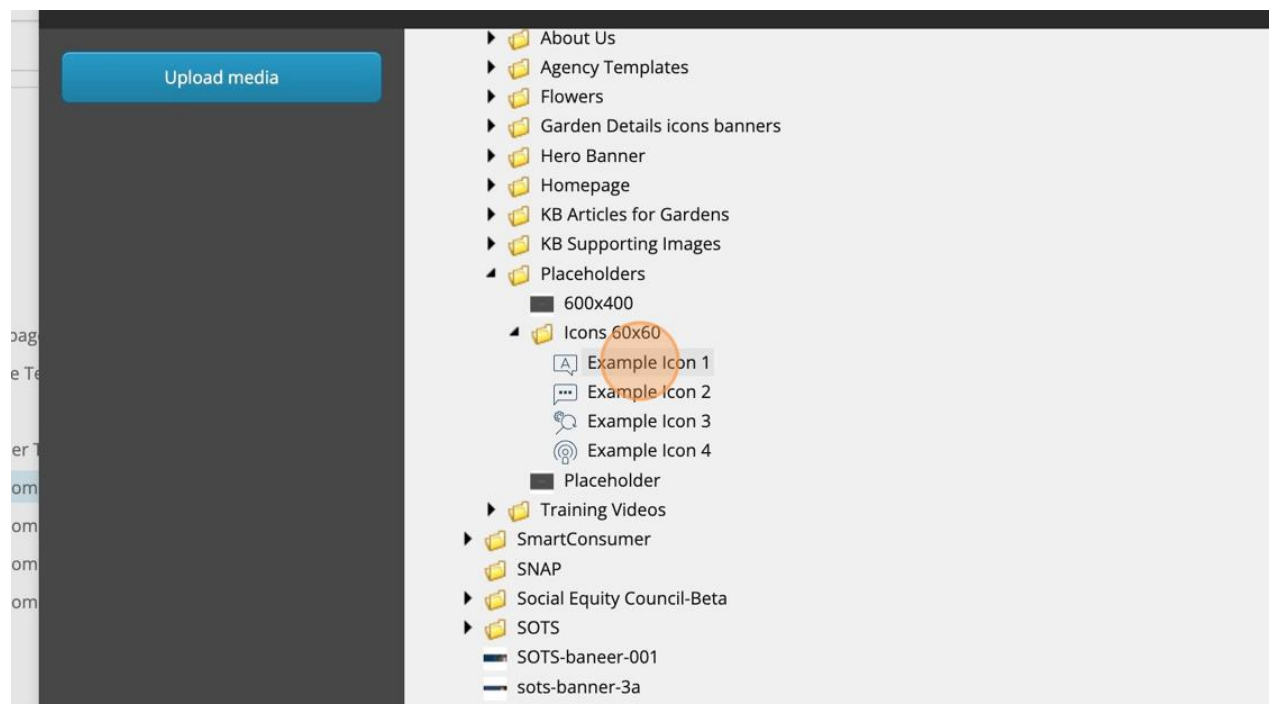 Upload media
About Us
Agency Templates
Flowers
Garden Details icons banners
Hero Banner
Homepage
KB Articles for Gardens
KB Supporting Images
Placeholders
600x400
Icons 60x60
Example Icon 1
Example Icon 2
Example Icon 3
Example Icon 4
Placeholder
Training Videos
SmartConsumer
SNAP
Social Equity Council-Beta
SOTS
SOTS-baneer-001
sots-banner-3a